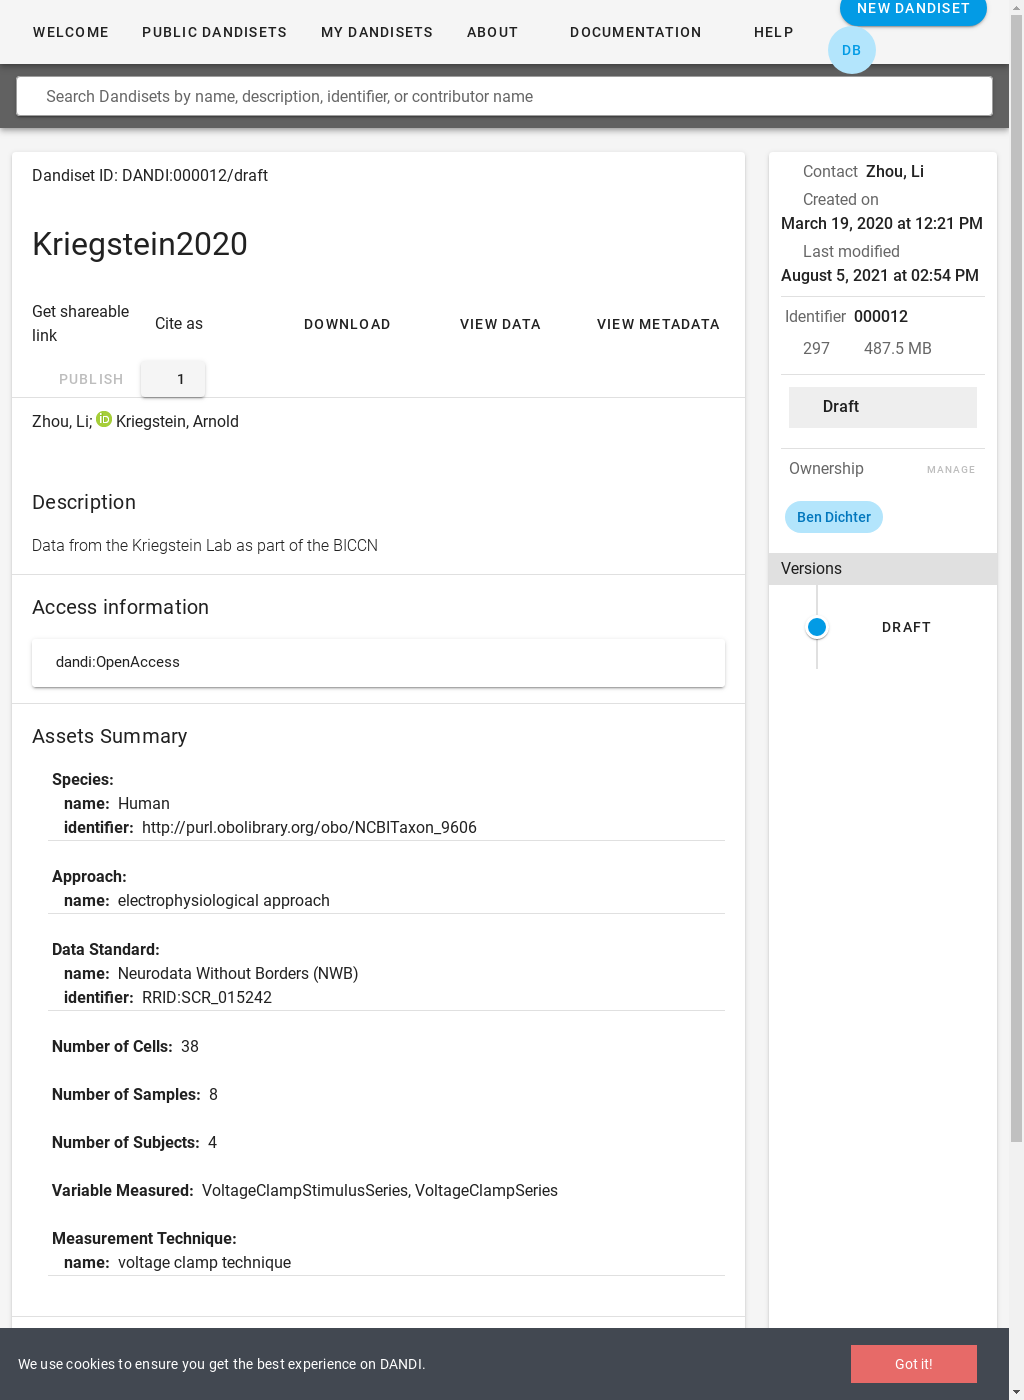 NEW DANDISET
WELCOME PUBLIC DANDISETS MY DANDISETS ABOUT DOCUMENTATION HELP
DB
Search Dandisets by name, description, identifier, or contributor name
Dandiset ID: DANDI:000012/draft
Kriegstein2020
Get shareable link
Cite as
DOWNLOAD
VIEW DATA
VIEW METADATA
PUBLISH
1
Zhou, Li; iD Kriegstein, Arnold
Description
Data from the Kriegstein Lab as part of the BICCN
Access information
dandi:OpenAccess
Assets Summary
Species:
name: Human
identifier: http://purl.obolibrary.org/obo/NCBITaxon_9606
Approach:
name: electrophysiological approach
Data Standard:
name: Neurodata Without Borders (NWB)
identifier: RRID:SCR_015242
Number of Cells: 38
Number of Samples: 8
Number of Subjects: 4
Variable Measured: VoltageClampStimulusSeries, VoltageClampSeries
Measurement Technique:
name: voltage clamp technique
Contact Zhou, Li
Created on
March 19, 2020 at 12:21 PM
Last modified
August 5, 2021 at 02:54 PM
Identifier 000012
297 487.5 MB
Draft
Ownership MANAGE
Ben Dichter
Versions
DRAFT
We use cookies to ensure you get the best experience on DANDI.
Got it!